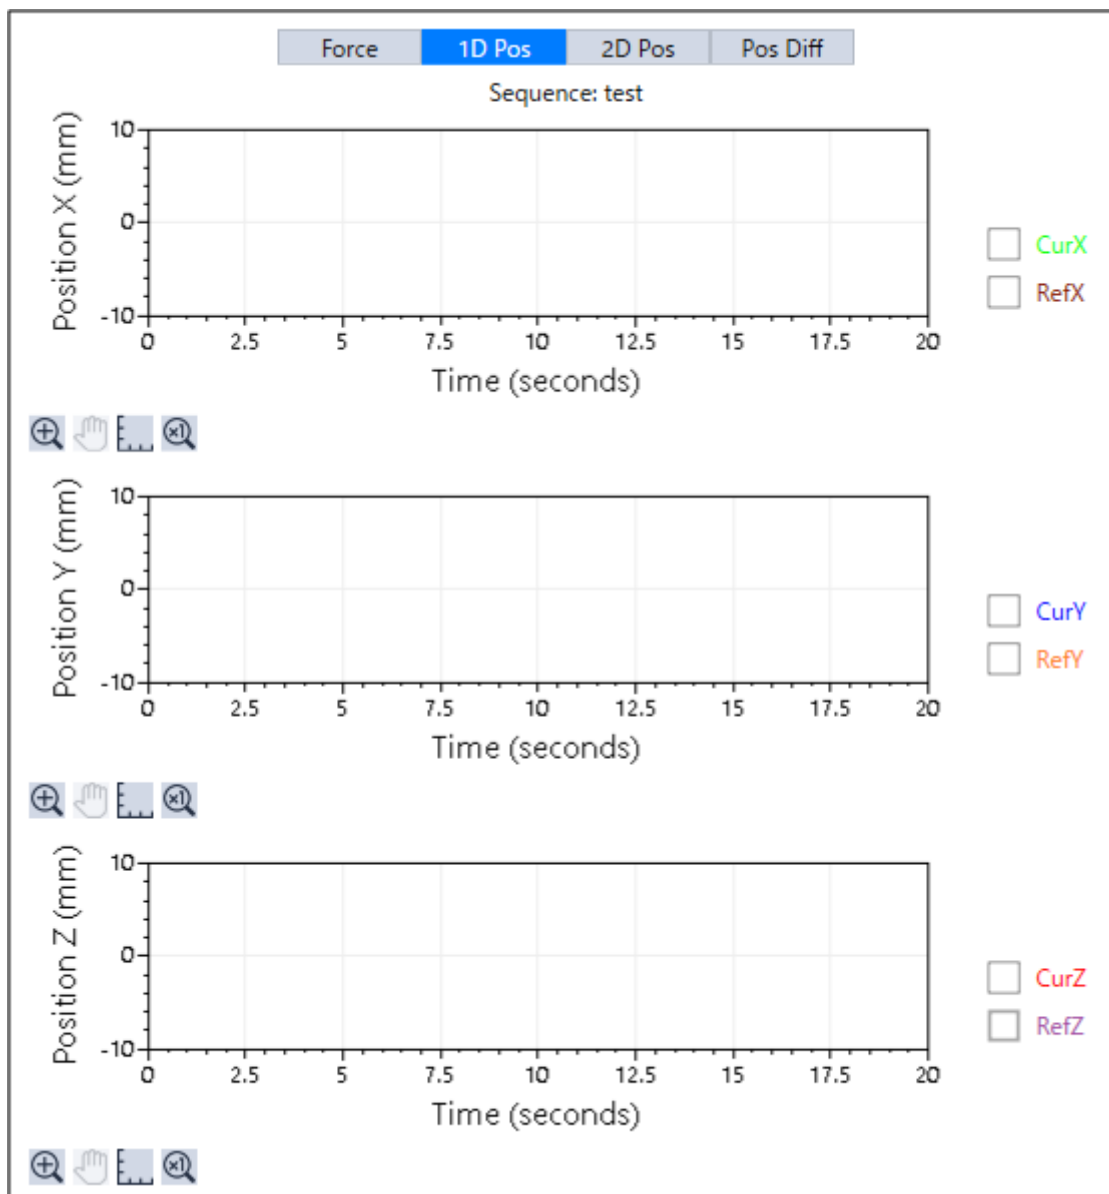 Force 1D Pos 2D Pos Pos Diff
Sequence: test
Position X (mm)
10
0
-10
0 2.5 5 7.5 10 12.5 15 17.5 20
Time (seconds)
CurX
RefX
x1
Position Y (mm)
10
0
-10
0 2.5 5 7.5 10 12.5 15 17.5 20
Time (seconds)
CurY
RefY
x1
Position Z (mm)
10
0
-10
0 2.5 5 7.5 10 12.5 15 17.5 20
Time (seconds)
CurZ
RefZ
x1